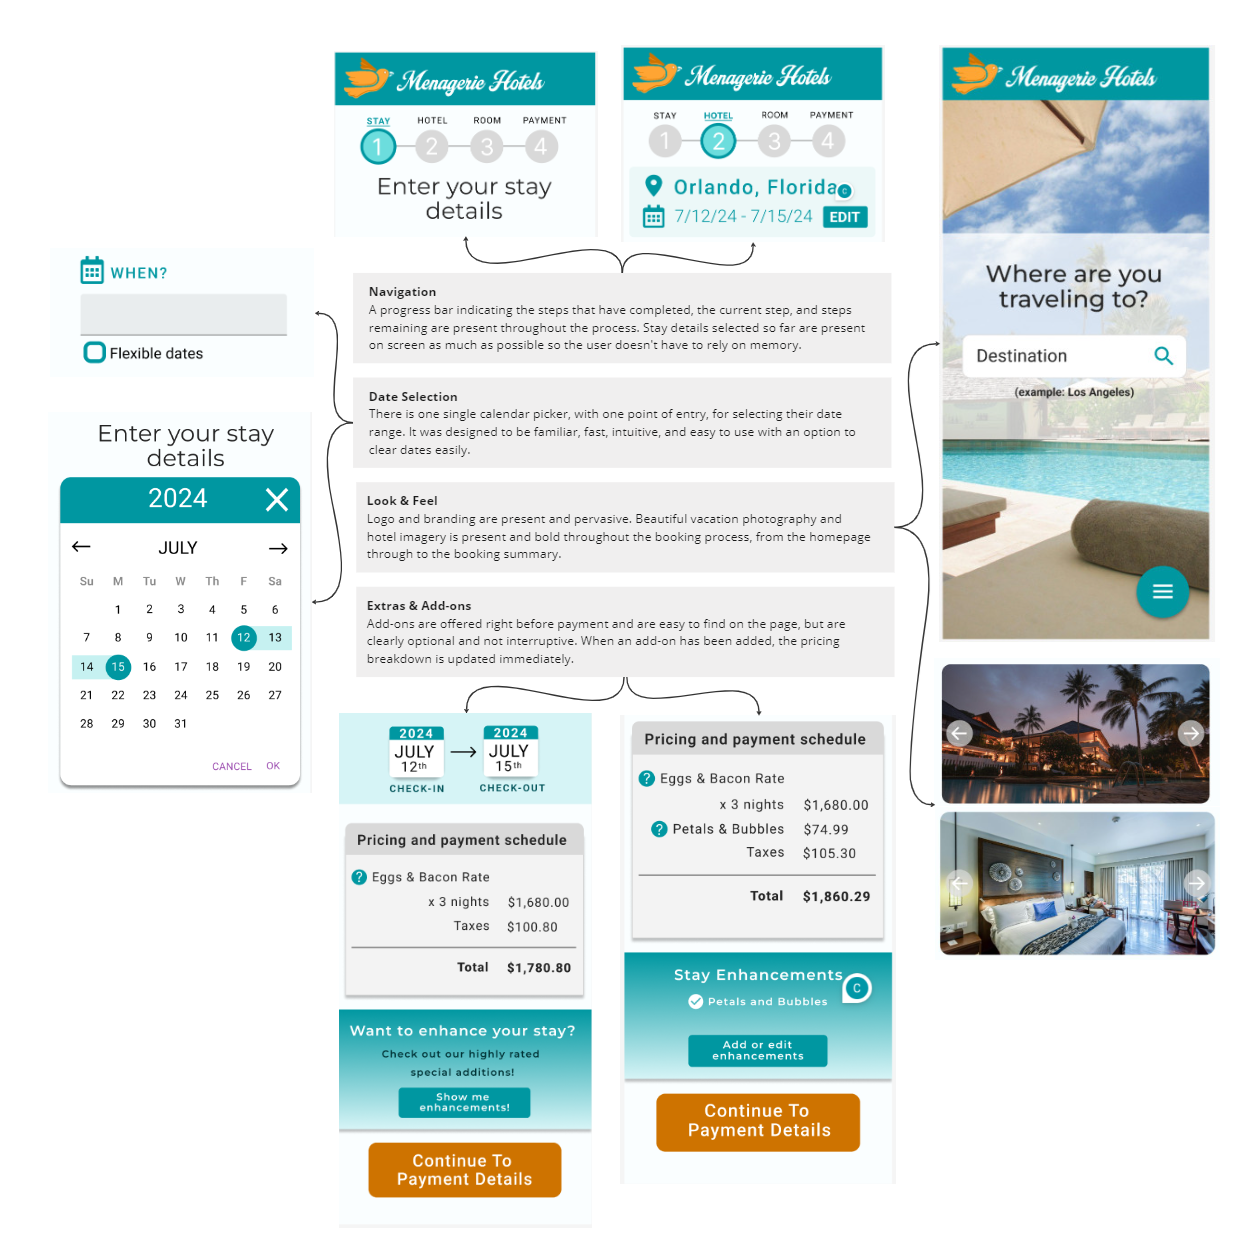 Menagerie Hotels
STAY HOTEL ROOM PAYMENT
1 2 3 4
Enter your stay
details
Menagerie Hotels
STAY HOTEL ROOM PAYMENT
1 2 3 4
Orlando, Florida
C
7/12/24 - 7/15/24 EDIT
Menagerie Hotels
Where are you
traveling to?
Destination
(example: Los Angeles)
WHEN?
Flexible dates
Navigation
A progress bar indicating the steps that have completed, the current step, and steps
remaining are present throughout the process. Stay details selected so far are present
on screen as much as possible so the user doesn't have to rely on memory.
Date Selection
There is one single calendar picker, with one point of entry, for selecting their date
range. It was designed to be familiar, fast, intuitive, and easy to use with an option to
clear dates easily.
Look & Feel
Logo and branding are present and pervasive. Beautiful vacation photography and
hotel imagery is present and bold throughout the booking process, from the homepage
through to the booking summary.
Extras & Add-ons
Add-ons are offered right before payment and are easy to find on the page, but are
clearly optional and not interruptive. When an add-on has been added, the pricing
breakdown is updated immediately.
Enter your stay
details
2024
JULY
Su M Tu W Th F Sa
1 2 3 4 5 6
7 8 9 10 11 12 13
14 15 16 17 18 19 20
21 22 23 24 25 26 27
28 29 30 31
CANCEL OK
2024 2024
JULY JULY
12th 15th
CHECK-IN CHECK-OUT
Pricing and payment schedule
? Eggs & Bacon Rate
x 3 nights $1,680.00
Taxes $100.80
Total $1,780.80
Want to enhance your stay?
Check out our highly rated
special additions!
Show me
enhancements!
Continue To
Payment Details
Pricing and payment schedule
? Eggs & Bacon Rate
x 3 nights $1,680.00
? Petals & Bubbles $74.99
Taxes $105.30
Total $1,860.29
Stay Enhancements
C
Petals and Bubbles
Add or edit
enhancements
Continue To
Payment Details